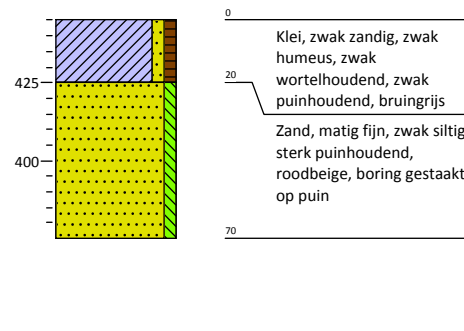 425
400
0
20
70
Klei, zwak zandig, zwak
humeus, zwak
wortelhoudend, zwak
puinhoudend, bruingrijs
Zand, matig fijn, zwak siltig
sterk puinhoudend,
roodbeige, boring gestaakt
op puin